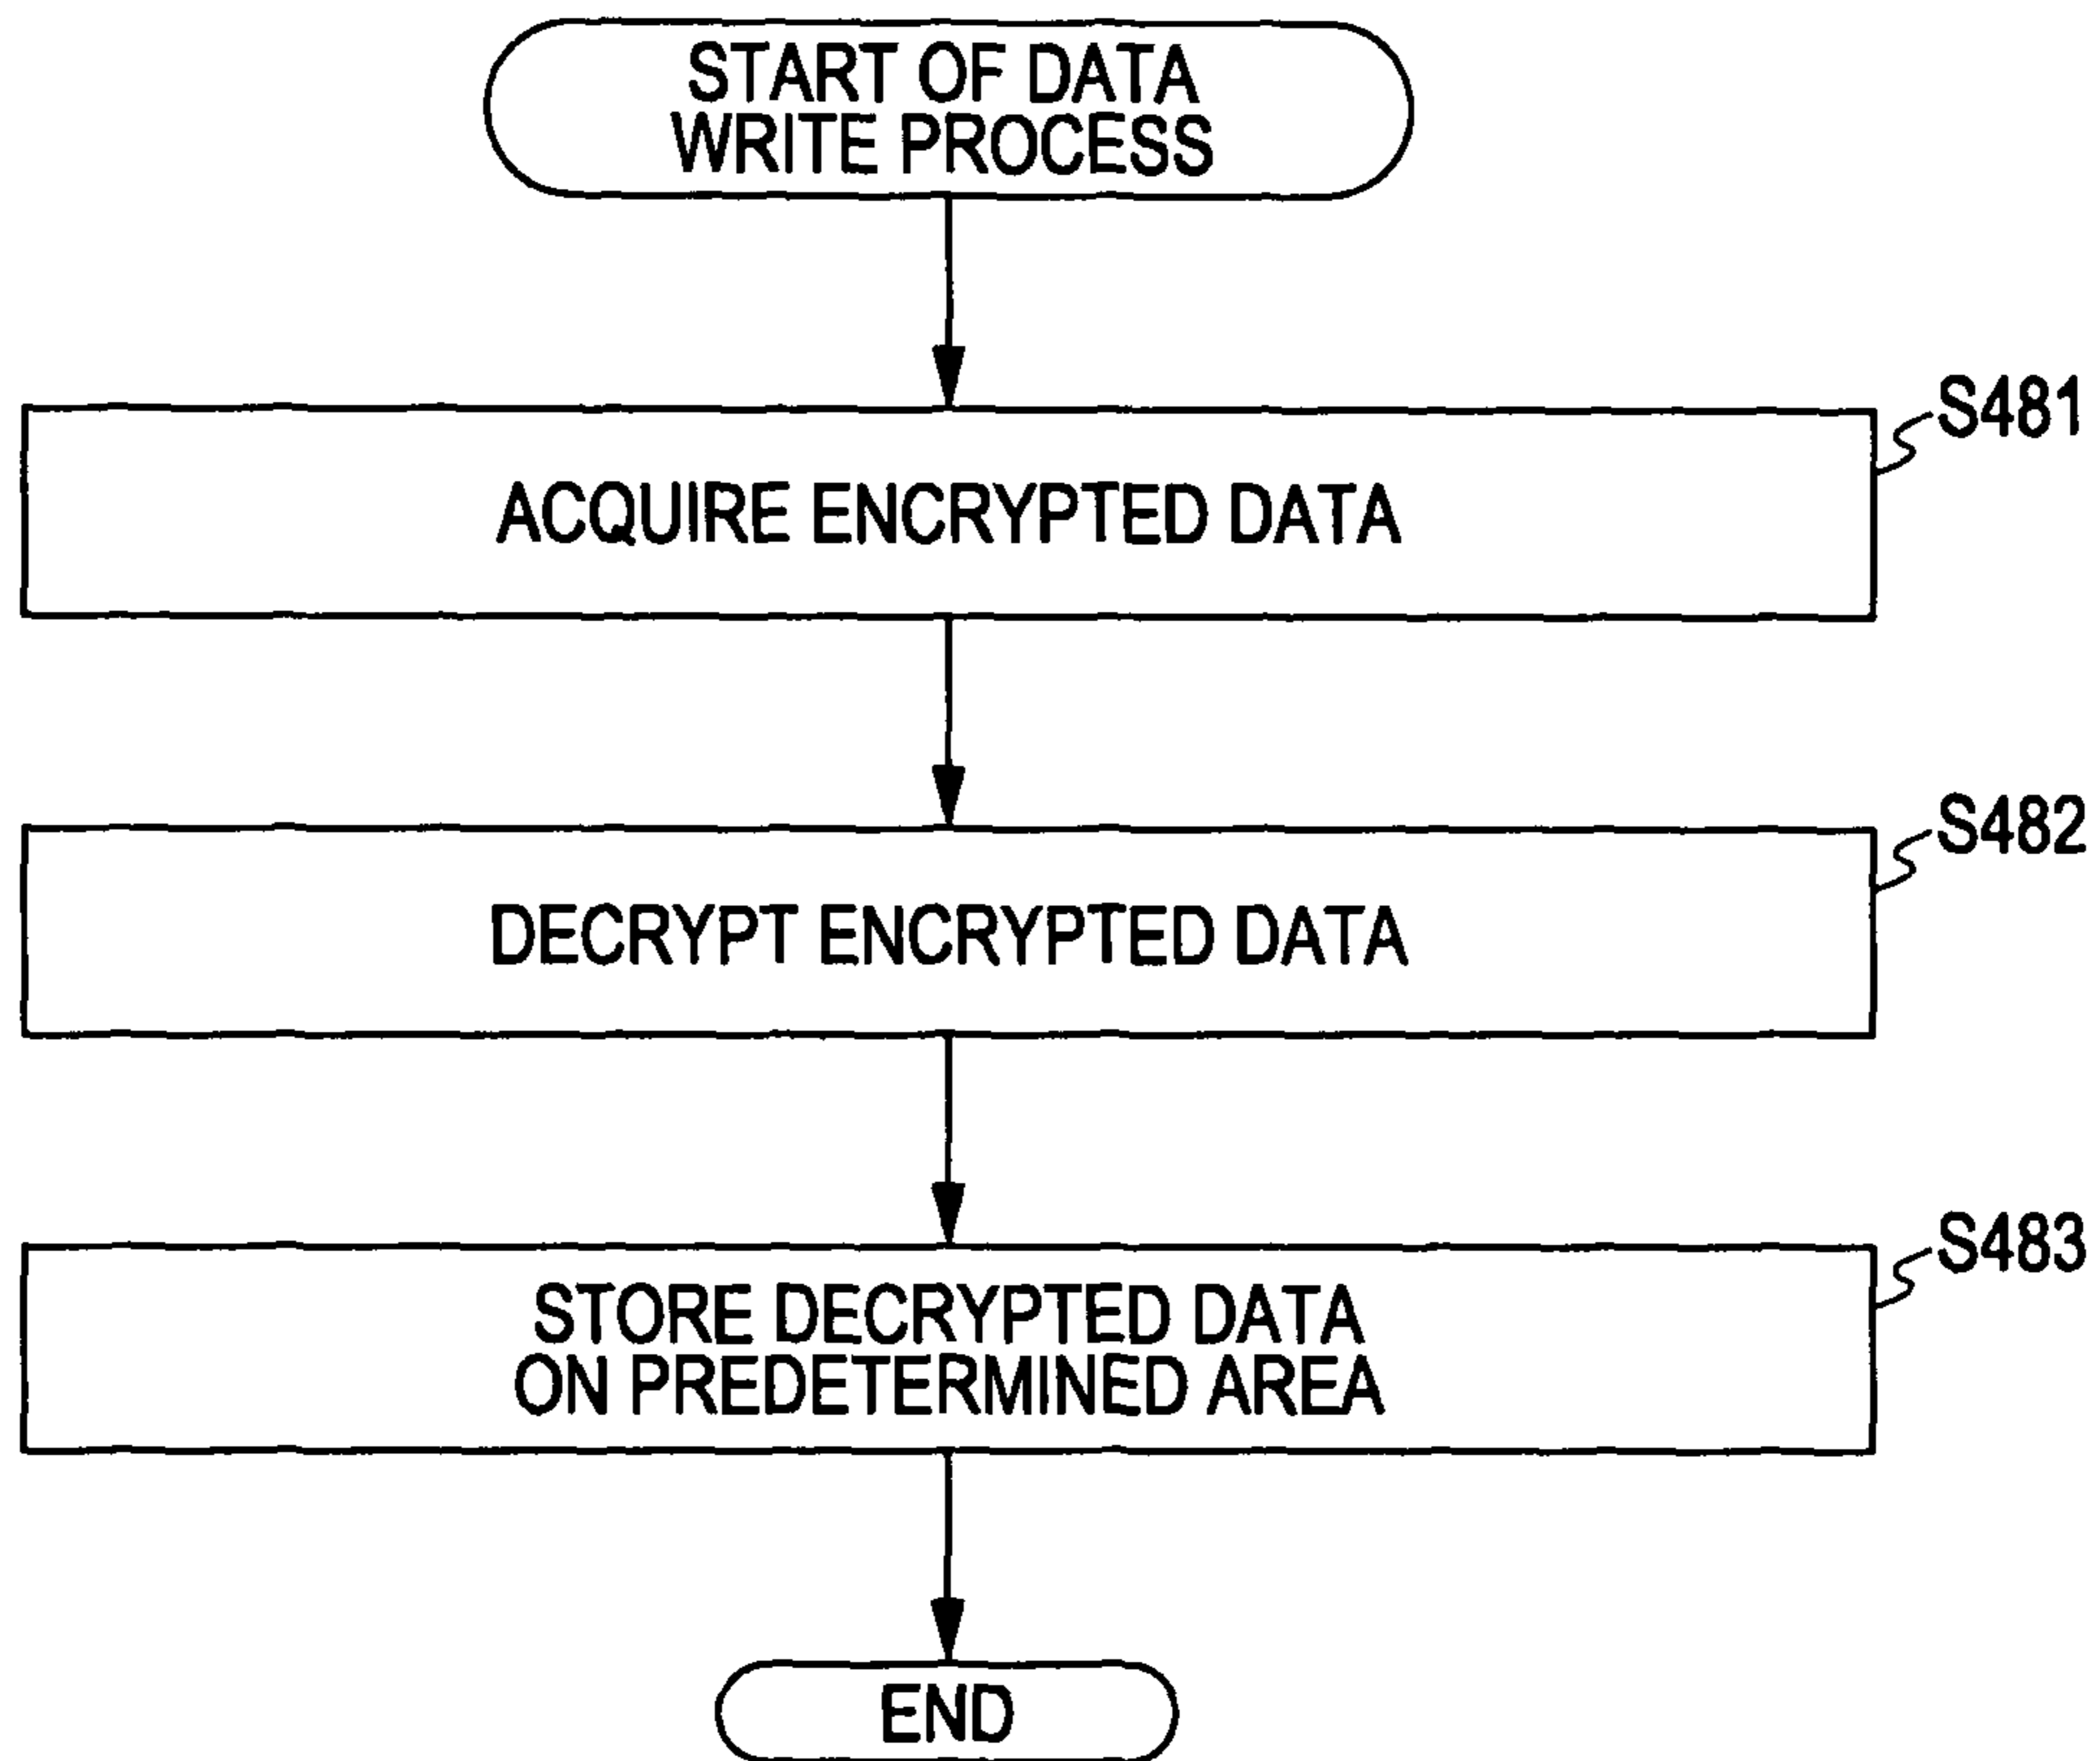 START OF DATA
WRITE PROCESS
S481
ACQUIRE ENCRYPTED DATA
S482
DECRYPT ENCRYPTED DATA
S483
STORE DECRYPTED DATA
ON PREDETERMINED AREA
END